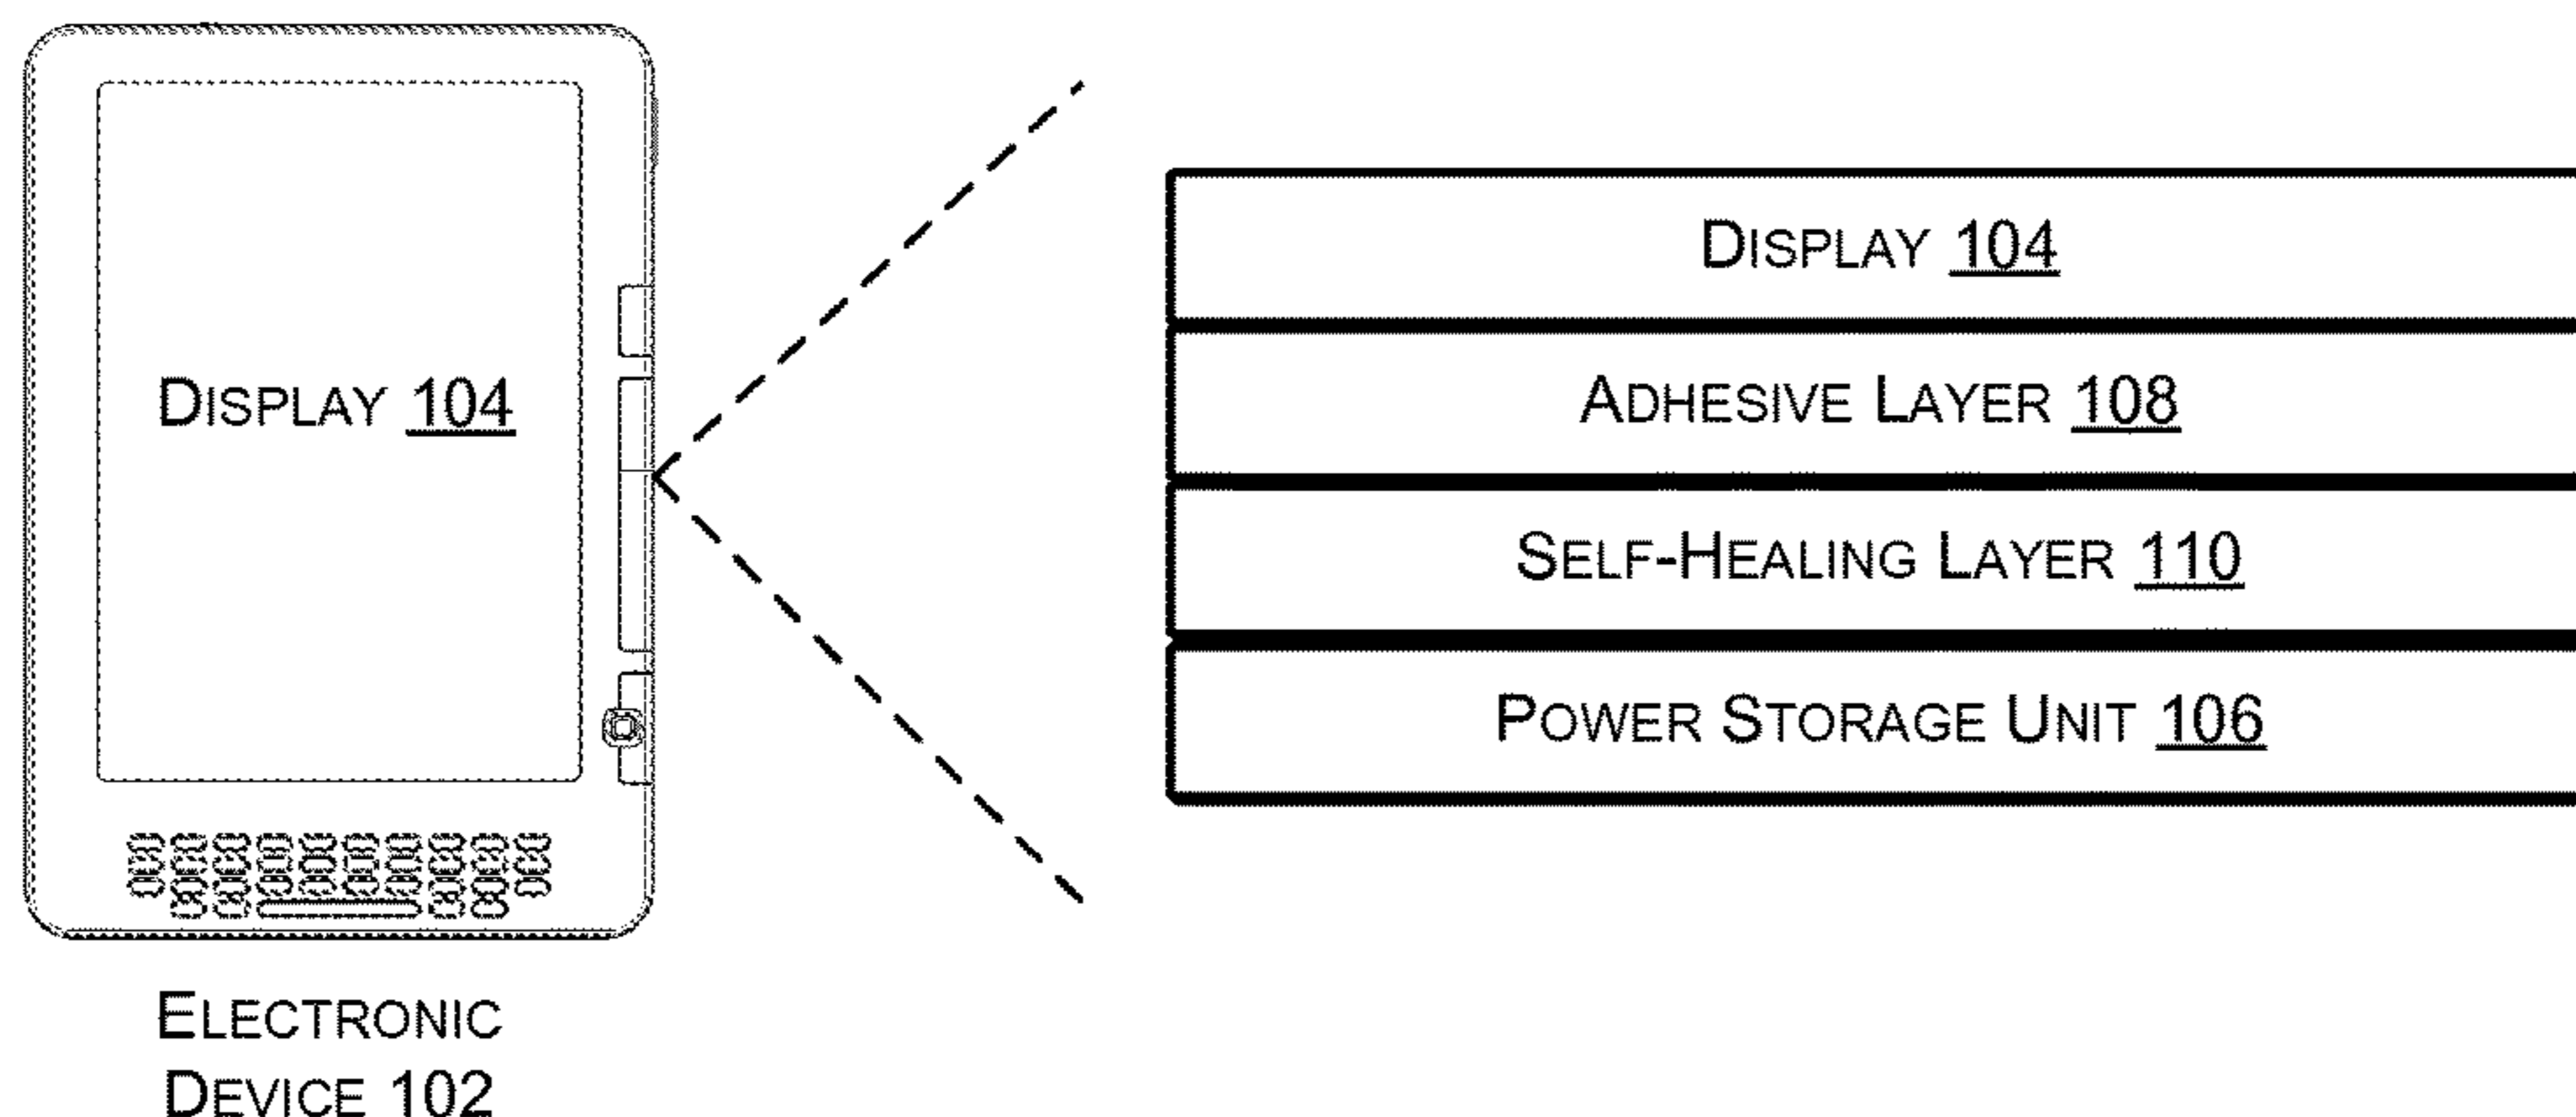 DISPLAY 104
ELECTRONIC
DEVICE 102
DISPLAY 104
ADHESIVE LAYER 108
SELF-HEALING LAYER 110
POWER STORAGE UNIT 106